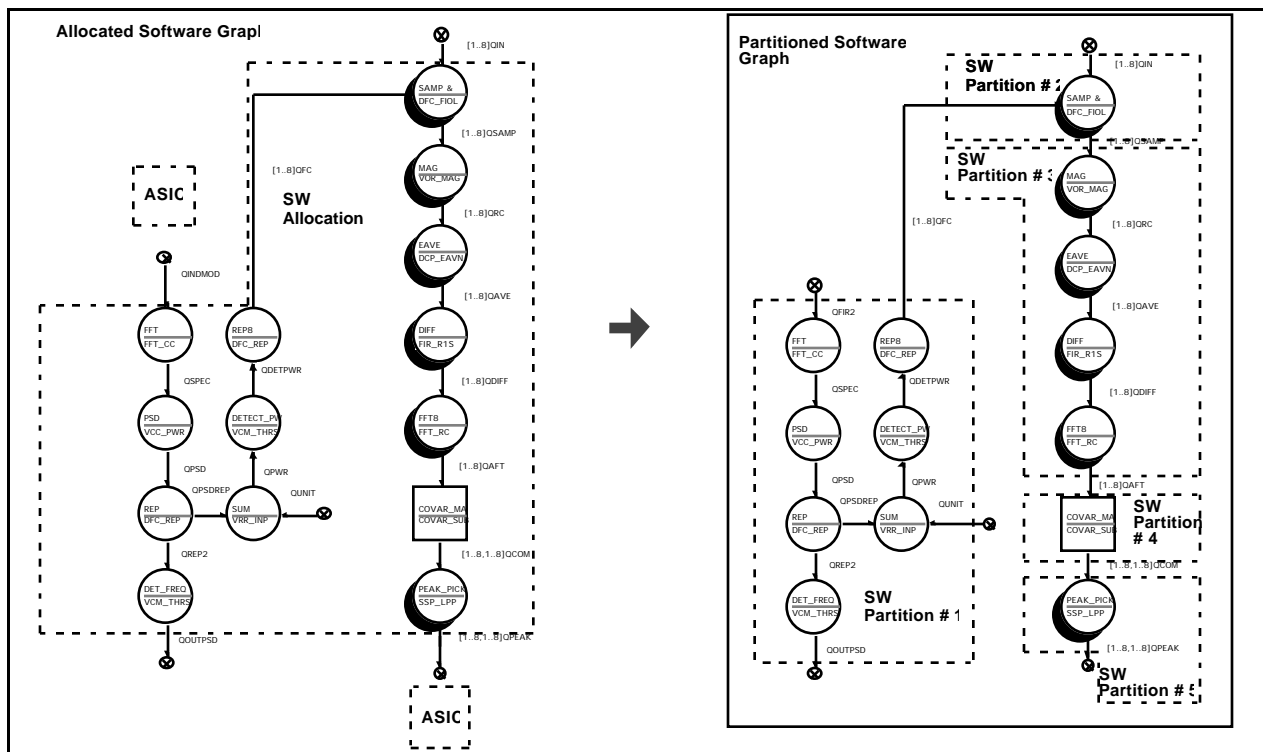 Allocated Software Graph
[1..8]QIN
SAMP &
DFC_FIOL
[1..8]QSAMP
ASIC
[1..8]QFC
SW
Allocation
MAG
VOR_MAG
[1..8]QRC
EAVE
DCP_EAVN
QINDMOD
[1..8]QAVE
FFT
FFT_CC
REP8
DFC_REP
DIFF
FIR_R1S
QSPEC
QDETPWR
[1..8]QDIFF
PSD
VCC_PWR
DETECT_PW
VCM_THRS
FFT8
FFT_RC
QPSD
QPWR
[1..8]QAFT
QPSDREP
QUNIT
REP
DFC_REP
SUM
VRR_INP
COVAR_MA
COVAR_SUB
QREP2
[1..8,1..8]QCOM
DET_FREQ
VCM_THRS
PEAK_PICK
SSP_LPP
QOUTPSD
[1..8,1..8]QPEAK
ASIC
Partitioned Software
Graph
[1..8]QIN
SW
Partition # 2
SAMP &
DFC_FIOL
[1..8]QSAMP
SW
Partition # 3
MAG
VOR_MAG
[1..8]QFC
[1..8]QRC
EAVE
DCP_EAVN
QFIR2
[1..8]QAVE
FFT
FFT_CC
REP8
DFC_REP
DIFF
FIR_R1S
QSPEC
QDETPWR
[1..8]QDIFF
PSD
VCC_PWR
DETECT_PW
VCM_THRS
FFT8
FFT_RC
QPSD
QPWR
[1..8]QAFT
QPSDREP
QUNIT
REP
DFC_REP
SUM
VRR_INP
COVAR_MA
COVAR_SUB
SW
Partition
# 4
QREP2
[1..8,1..8]QCOM
DET_FREQ
VCM_THRS
SW
Partition # 1
PEAK_PICK
SSP_LPP
QOUTPSD
[1..8,1..8]QPEAK
SW
Partition # 5